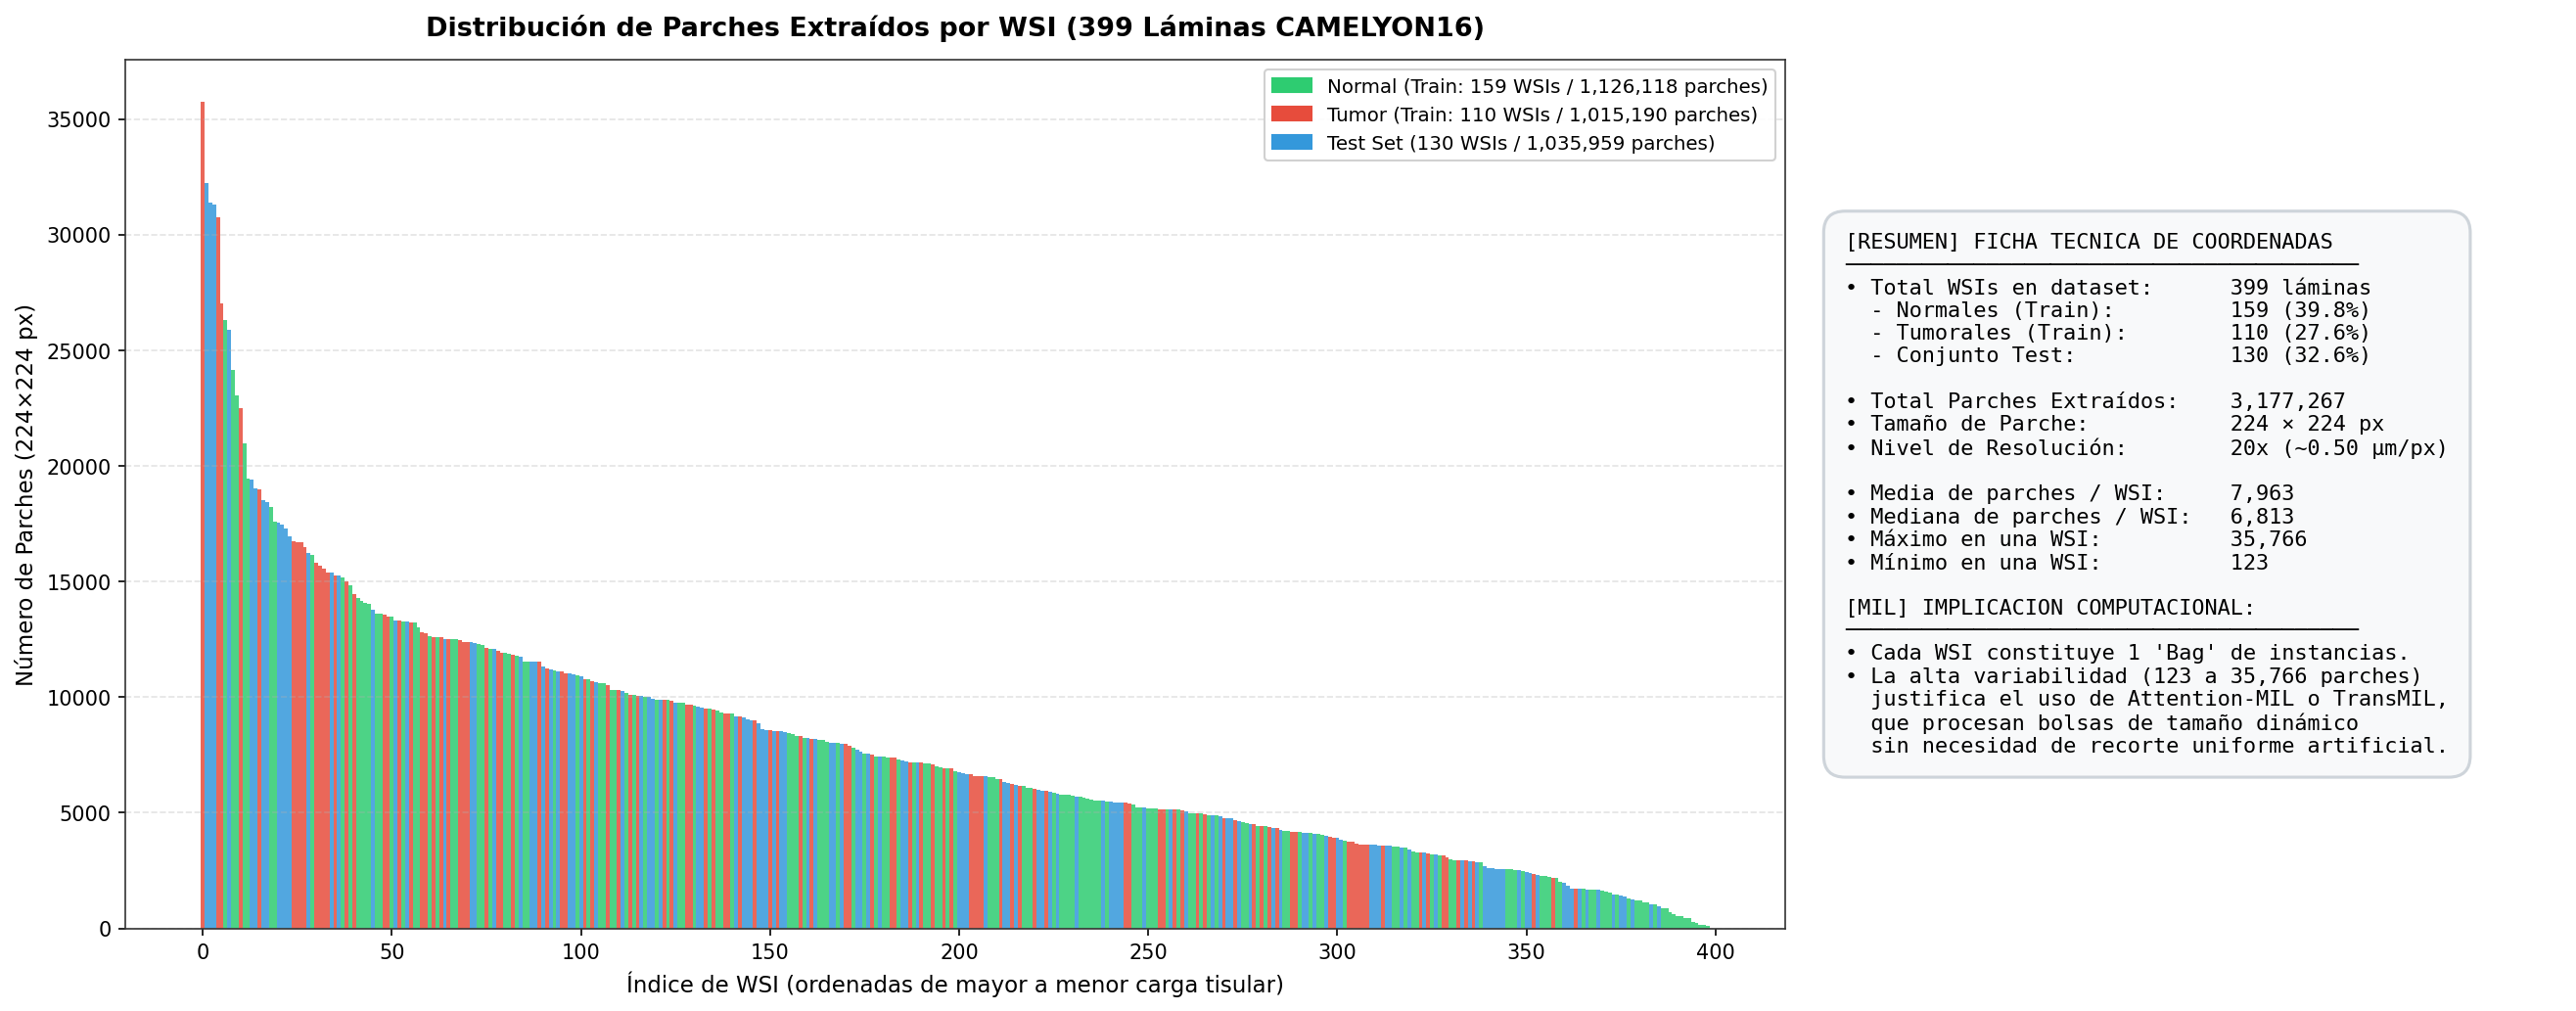 Distribución de Parches Extraídos por WSI (399 Láminas CAMELYON16)
Normal (Train: 159 WSIs / 1,126,118 parches)
Tumor (Train: 110 WSIs / 1,015,190 parches)
Test Set (130 WSIs / 1,035,959 parches)
Número de Parches (224×224 px)
35000
30000
25000
20000
15000
10000
5000
0
0 50 100 150 200 250 300 350 400
Índice de WSI (ordenadas de mayor a menor carga tisular)
[RESUMEN] FICHA TECNICA DE COORDENADAS
• Total WSIs en dataset: 399 láminas
- Normales (Train): 159 (39.8%)
- Tumorales (Train): 110 (27.6%)
- Conjunto Test: 130 (32.6%)
• Total Parches Extraídos: 3,177,267
• Tamaño de Parche: 224 × 224 px
• Nivel de Resolución: 20x (~0.50 µm/px)
• Media de parches / WSI: 7,963
• Mediana de parches / WSI: 6,813
• Máximo en una WSI: 35,766
• Mínimo en una WSI: 123
[MIL] IMPLICACION COMPUTACIONAL:
• Cada WSI constituye 1 'Bag' de instancias.
• La alta variabilidad (123 a 35,766 parches)
justifica el uso de Attention-MIL o TransMIL,
que procesan bolsas de tamaño dinámico
sin necesidad de recorte uniforme artificial.